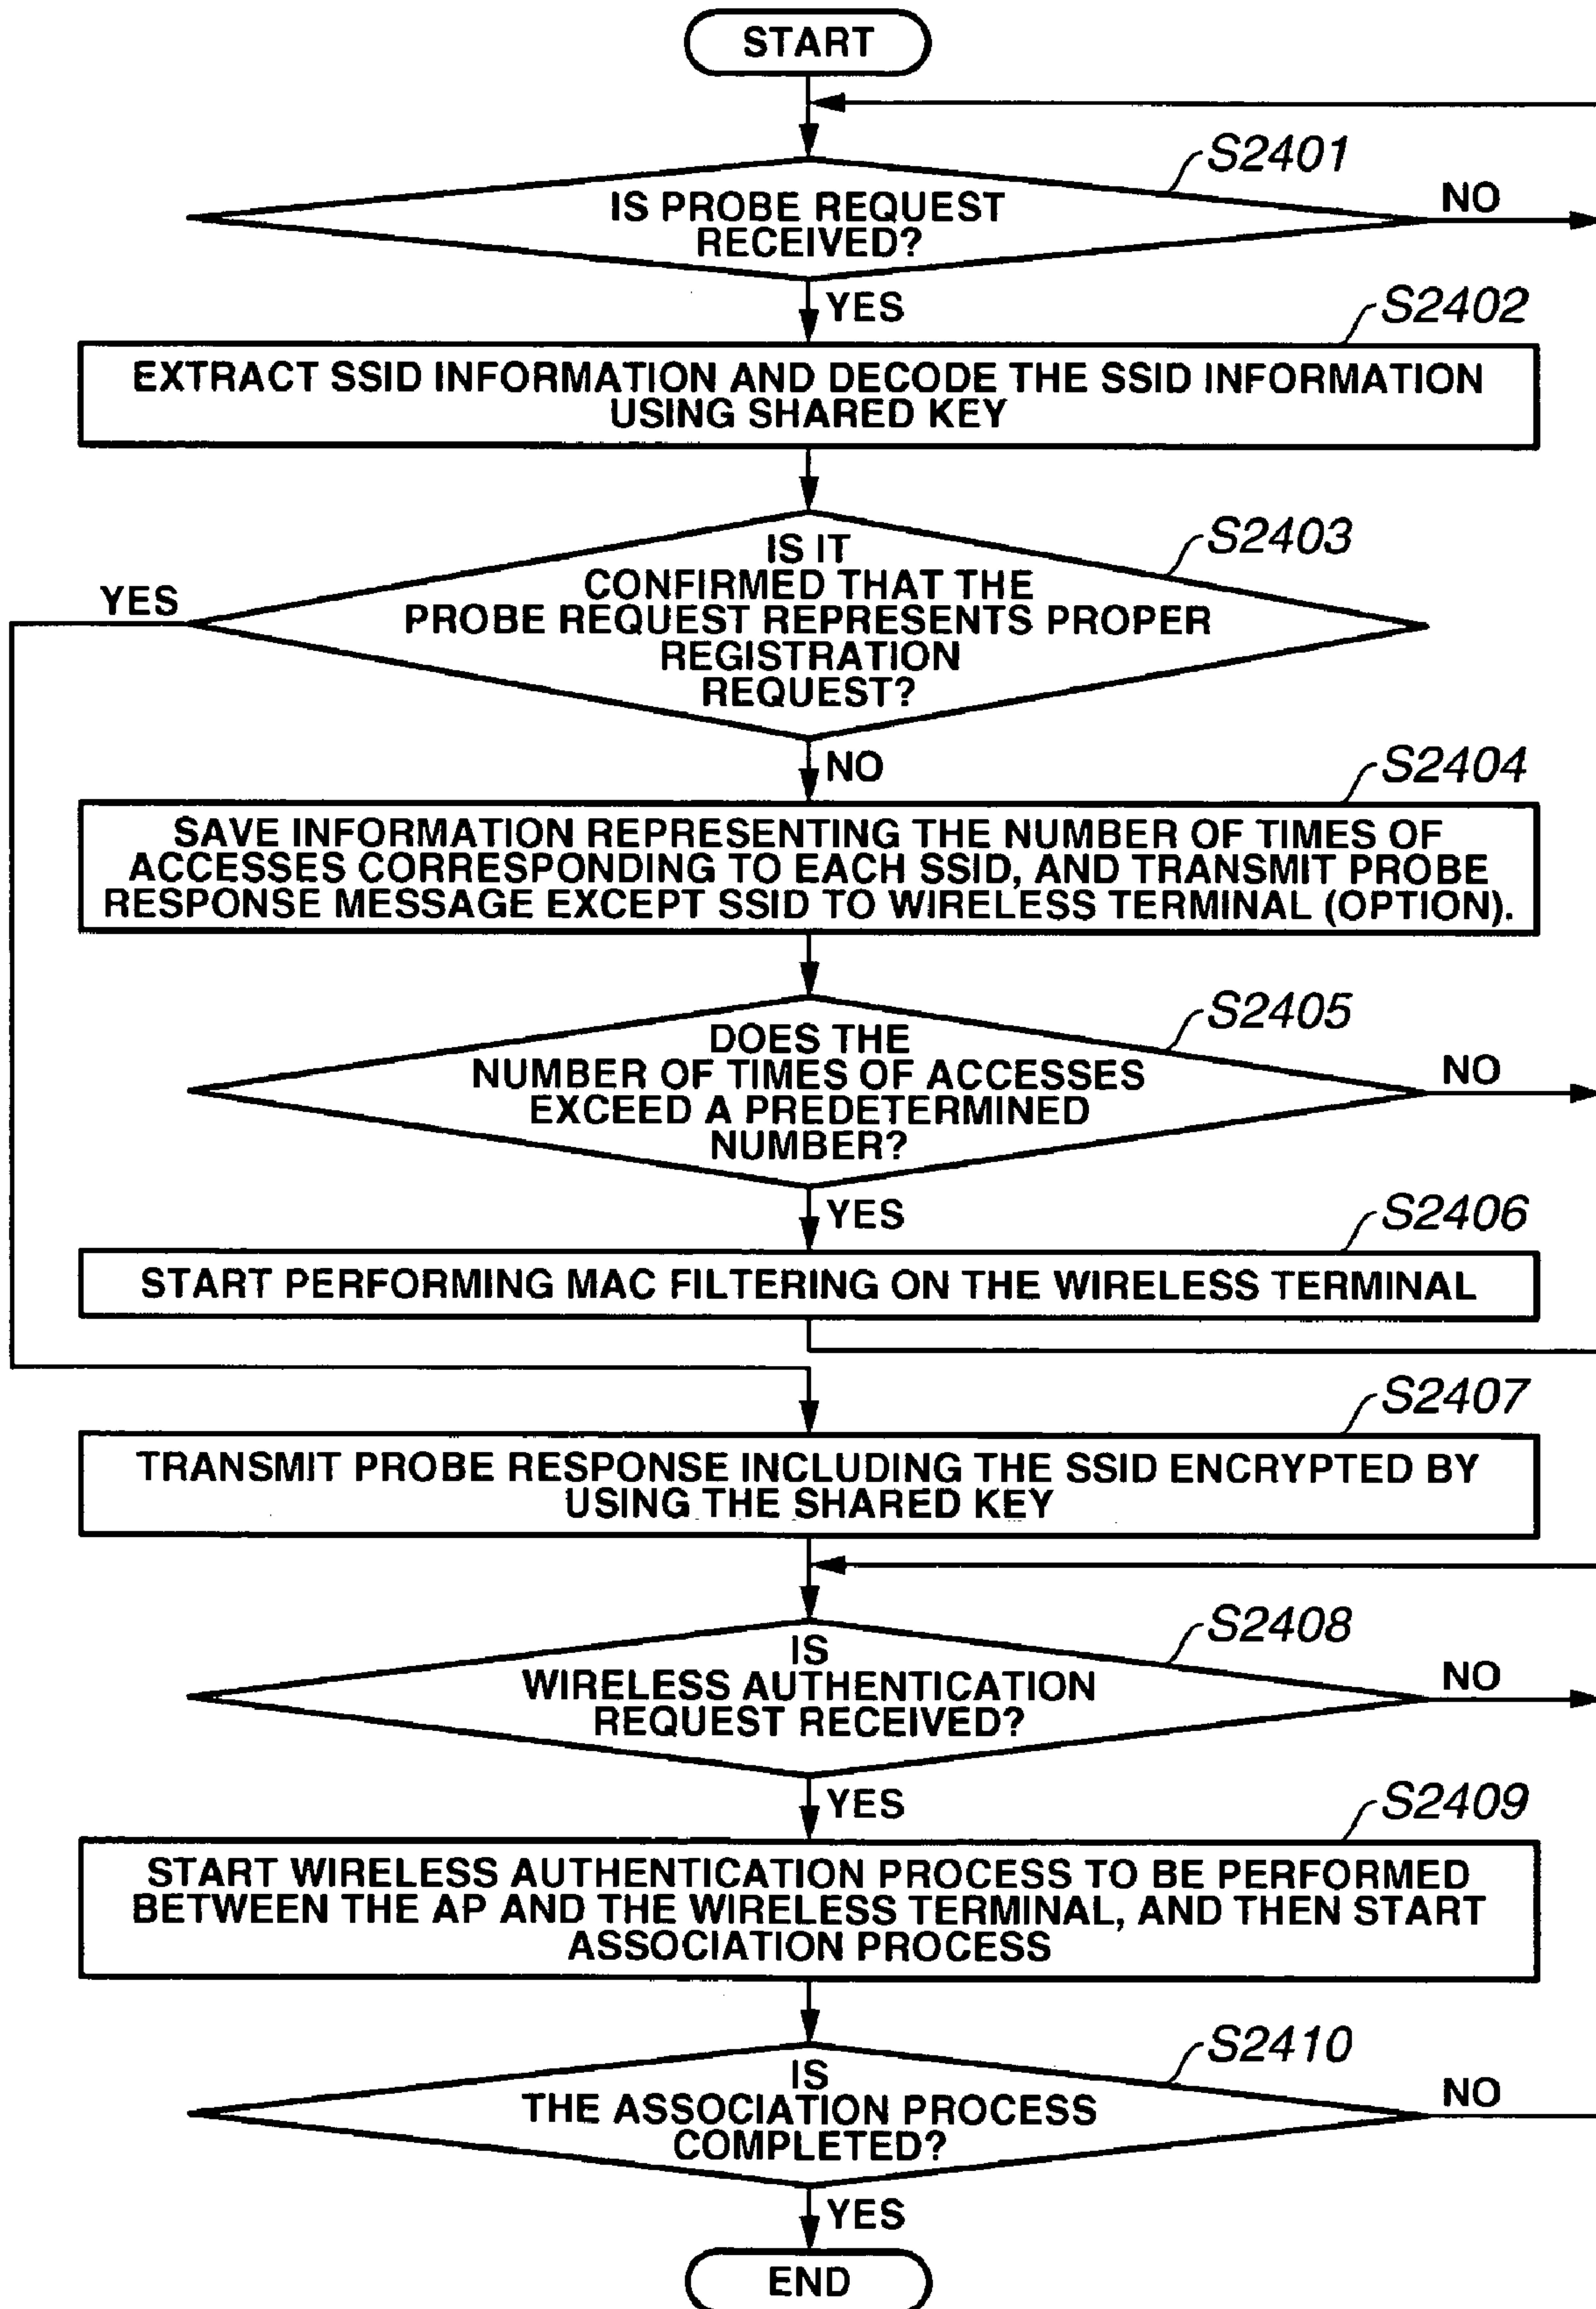 START
S2401
IS PROBE REQUEST
RECEIVED?
NO
YES
S2402
EXTRACT SSID INFORMATION AND DECODE THE SSID INFORMATION
USING SHARED KEY
S2403
IS IT
CONFIRMED THAT THE
PROBE REQUEST REPRESENTS PROPER
REGISTRATION
REQUEST?
YES
NO
S2404
SAVE INFORMATION REPRESENTING THE NUMBER OF TIMES OF
ACCESSES CORRESPONDING TO EACH SSID, AND TRANSMIT PROBE
RESPONSE MESSAGE EXCEPT SSID TO WIRELESS TERMINAL (OPTION).
S2405
DOES THE
NUMBER OF TIMES OF ACCESSES
EXCEED A PREDETERMINED
NUMBER?
NO
YES
S2406
START PERFORMING MAC FILTERING ON THE WIRELESS TERMINAL
S2407
TRANSMIT PROBE RESPONSE INCLUDING THE SSID ENCRYPTED BY
USING THE SHARED KEY
S2408
IS
WIRELESS AUTHENTICATION
REQUEST RECEIVED?
NO
YES
S2409
START WIRELESS AUTHENTICATION PROCESS TO BE PERFORMED
BETWEEN THE AP AND THE WIRELESS TERMINAL, AND THEN START
ASSOCIATION PROCESS
S2410
IS
THE ASSOCIATION PROCESS
COMPLETED?
NO
YES
END